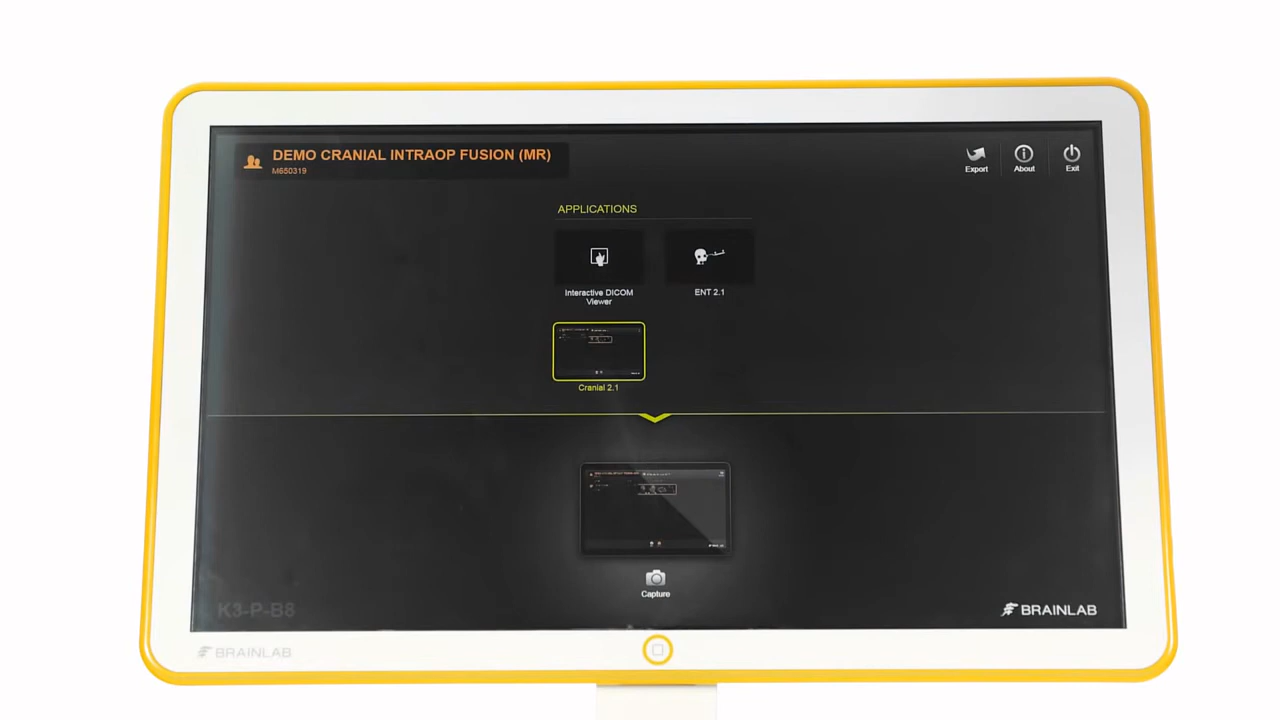 DEMO CRANIAL INTRAOP FUSION (MR)
M650319
Export
About
Exit
APPLICATIONS
Interactive DICOM
Viewer
ENT 2.1
Cranial 2.1
Capture
K3-P-B8
BRAINLAB
BRAINLAB